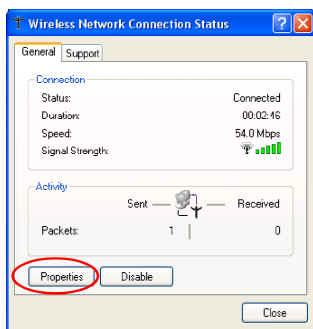 Wireless Network Connection Status
General Support
Connection
Status: Connected
Duration: 00:02:46
Speed: 54.0 Mbps
Signal Strength:
Activity
Sent — — Received
Packets: 1 | 0
Properties Disable
Close